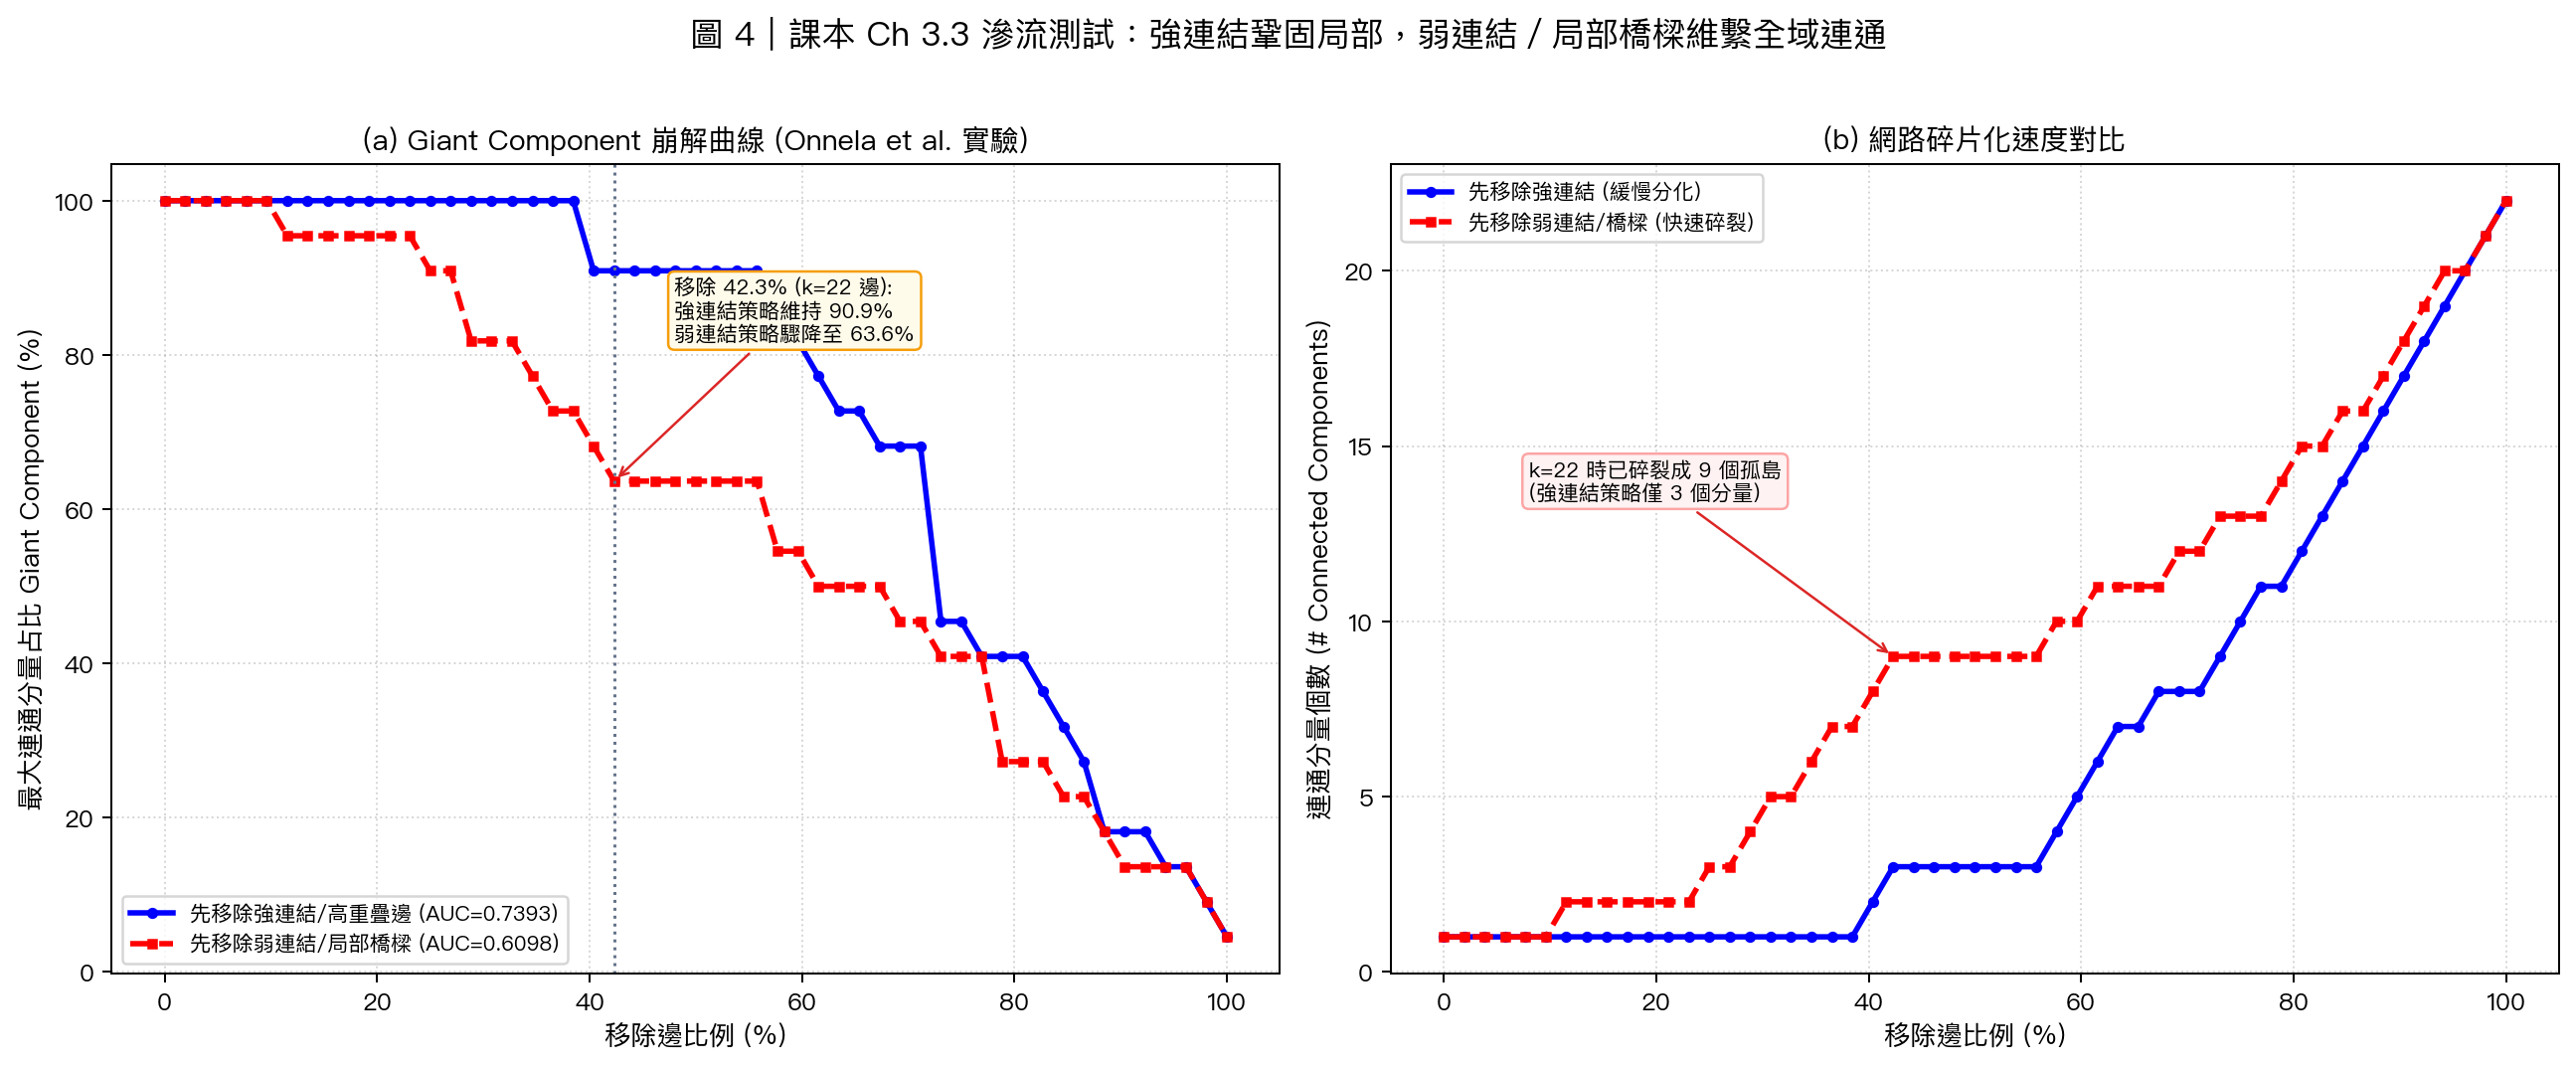 圖 4｜課本 Ch 3.3 滲流測試：強連結鞏固局部，弱連結 / 局部橋樑維繫全域連通
(a) Giant Component 崩解曲線 (Onnela et al. 實驗)
最大連通分量占比 Giant Component (%)
100
80
60
40
20
0
移除 42.3% (k=22 邊):
強連結策略維持 90.9%
弱連結策略驟降至 63.6%
先移除強連結/高重疊邊 (AUC=0.7393)
先移除弱連結/局部橋樑 (AUC=0.6098)
0 20 40 60 80 100
移除邊比例 (%)
(b) 網路碎片化速度對比
連通分量個數 (# Connected Components)
20
15
10
5
0
先移除強連結 (緩慢分化)
先移除弱連結/橋樑 (快速碎裂)
k=22 時已碎裂成 9 個孤島
(強連結策略僅 3 個分量)
0 20 40 60 80 100
移除邊比例 (%)